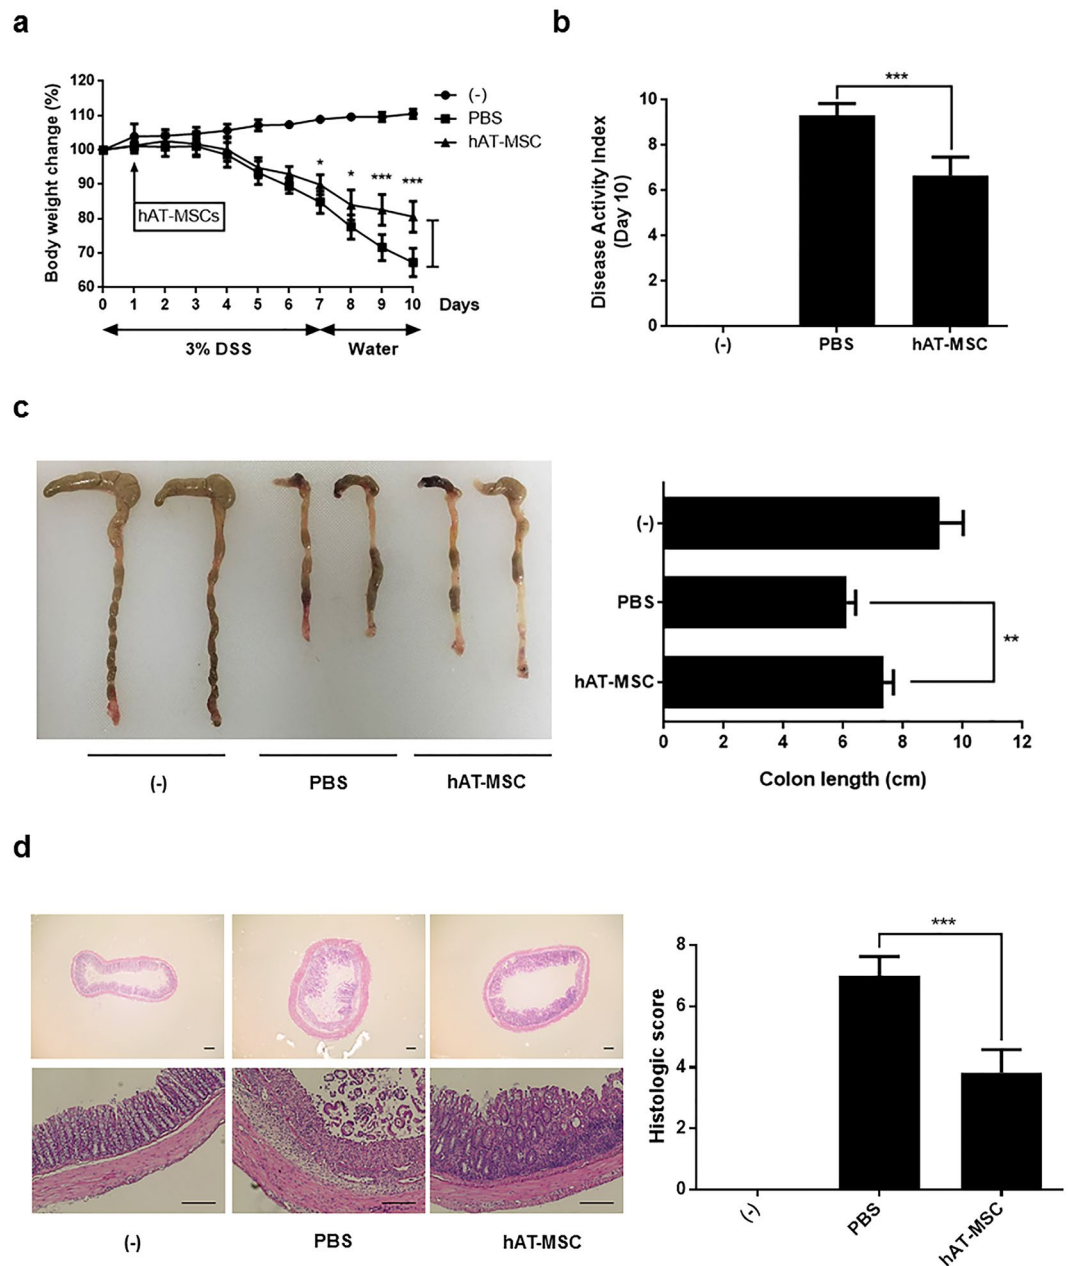 a
Body weight change (%)
120
110
100
90
80
70
60
(-)
PBS
hAT-MSC
* * *** ***
hAT-MSCs
0 1 2 3 4 5 6 7 8 9 10 Days
3% DSS Water
b
Disease Activity Index
(Day 10)
***
10
8
6
4
2
0
(-) PBS hAT-MSC
c
(-) PBS hAT-MSC
(-)
PBS
hAT-MSC
**
0 2 4 6 8 10 12
Colon length (cm)
d
(-) PBS hAT-MSC
Histologic score
***
8
6
4
2
0
(-) PBS hAT-MSC